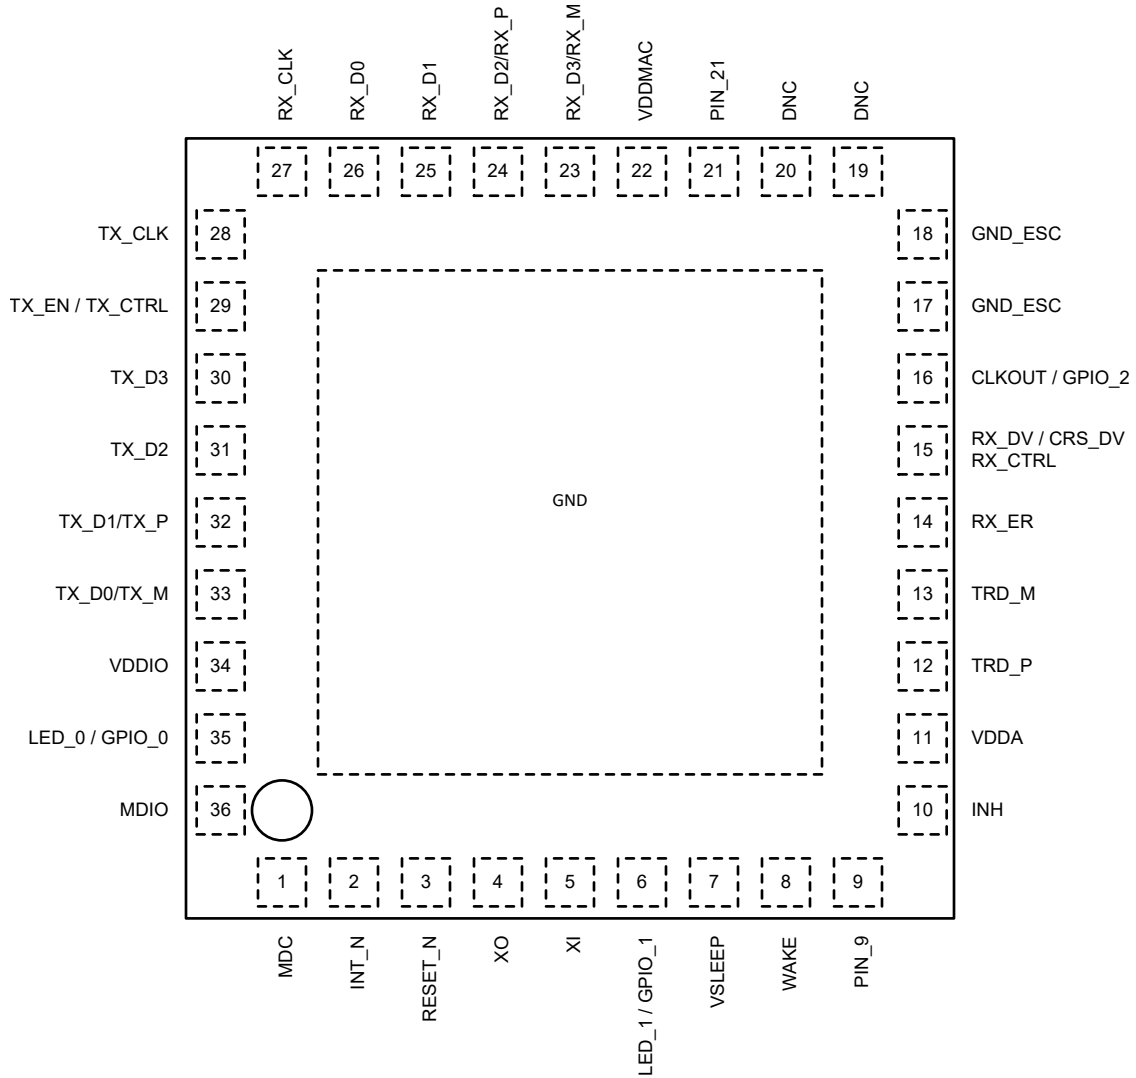 RX_CLK
RX_D0
RX_D1
RX_D2/RX_P
RX_D3/RX_M
VDDMAC
PIN_21
DNC
DNC
27
26
25
24
23
22
21
20
19
TX_CLK
28
18
GND_ESC
TX_EN / TX_CTRL
29
17
GND_ESC
TX_D3
30
16
CLKOUT / GPIO_2
TX_D2
31
15
RX_DV / CRS_DV
RX_CTRL
GND
TX_D1/TX_P
32
14
RX_ER
TX_D0/TX_M
33
13
TRD_M
VDDIO
34
12
TRD_P
LED_0 / GPIO_0
35
11
VDDA
MDIO
36
10
INH
1
2
3
4
5
6
7
8
9
MDC
INT_N
RESET_N
XO
XI
LED_1 / GPIO_1
VSLEEP
WAKE
PIN_9